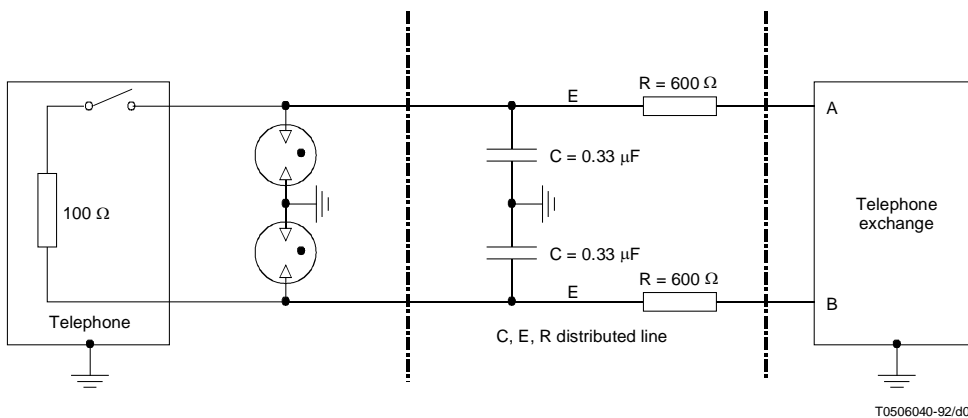 R = 600 Ω
E
A
C = 0.33 μF
100 Ω
Telephone
exchange
C = 0.33 μF
R = 600 Ω
E
B
Telephone
C, E, R distributed line
T0506040-92/d0